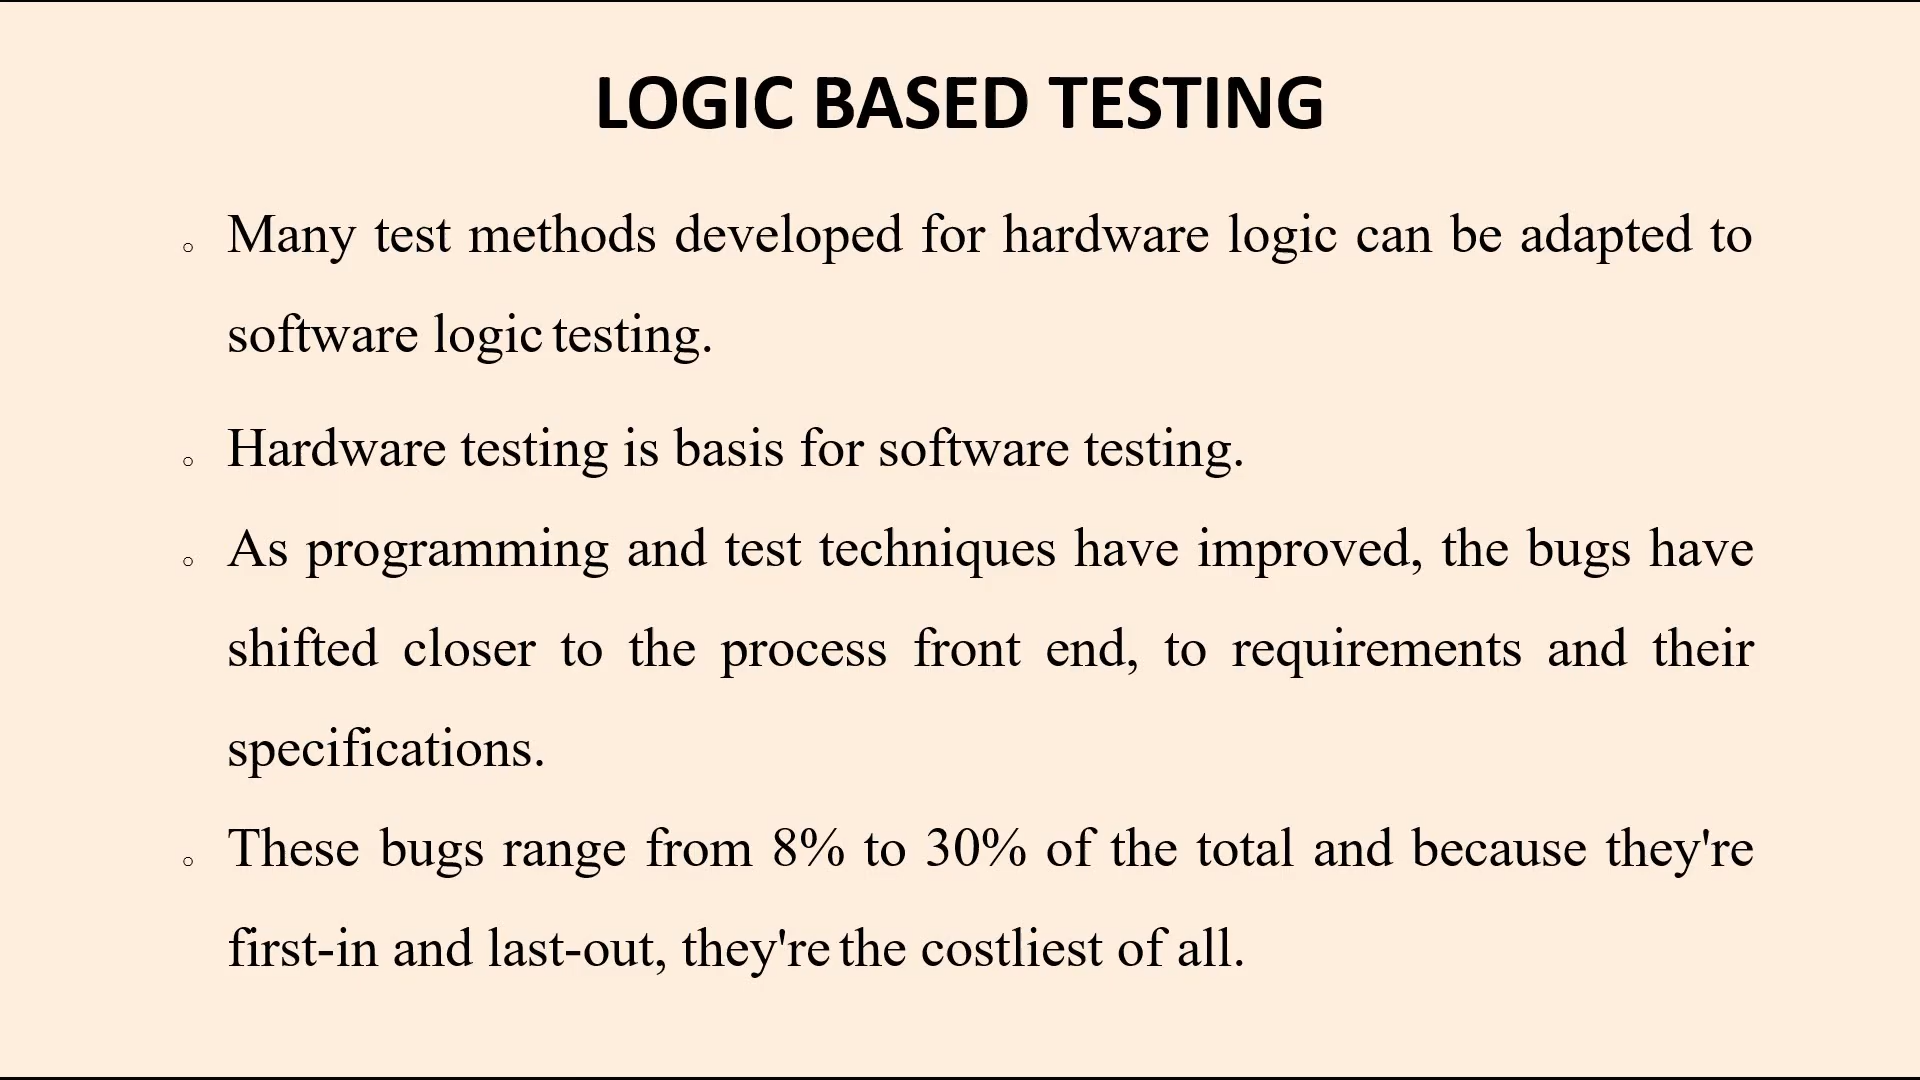 LOGIC BASED TESTING
Many test methods developed for hardware logic can be adapted to
software logic testing.
Hardware testing is basis for software testing.
As programming and test techniques have improved, the bugs have
shifted closer to the process front end, to requirements and their
specifications.
These bugs range from 8% to 30% of the total and because they're
first-in and last-out, they're the costliest of all.